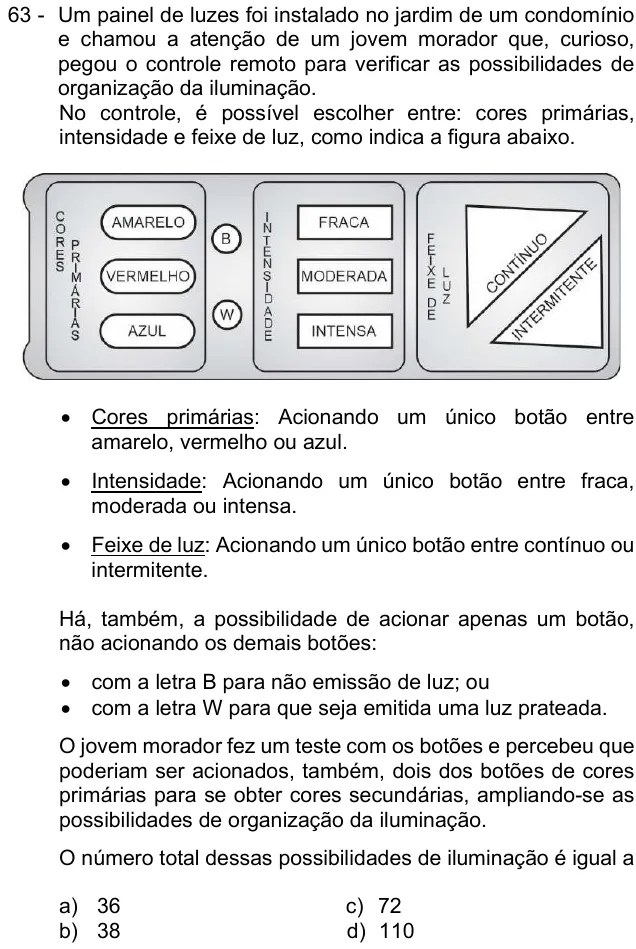 63 - Um painel de luzes foi instalado no jardim de um condomínio
e chamou a atenção de um jovem morador que, curioso,
pegou o controle remoto para verificar as possibilidades de
organização da iluminação.
No controle, é possível escolher entre: cores primárias,
intensidade e feixe de luz, como indica a figura abaixo.
CORES PRIMÁRIAS
AMARELO
VERMELHO
AZUL
B
W
INTENSIDADE
FRACA
MODERADA
INTENSA
FEIXE DE LUZ
CONTÍNUO
INTERMITENTE
• Cores primárias: Acionando um único botão entre
amarelo, vermelho ou azul.
• Intensidade: Acionando um único botão entre fraca,
moderada ou intensa.
• Feixe de luz: Acionando um único botão entre contínuo ou
intermitente.
Há, também, a possibilidade de acionar apenas um botão,
não acionando os demais botões:
• com a letra B para não emissão de luz; ou
• com a letra W para que seja emitida uma luz prateada.
O jovem morador fez um teste com os botões e percebeu que
poderiam ser acionados, também, dois dos botões de cores
primárias para se obter cores secundárias, ampliando-se as
possibilidades de organização da iluminação.
O número total dessas possibilidades de iluminação é igual a
a) 36 c) 72
b) 38 d) 110